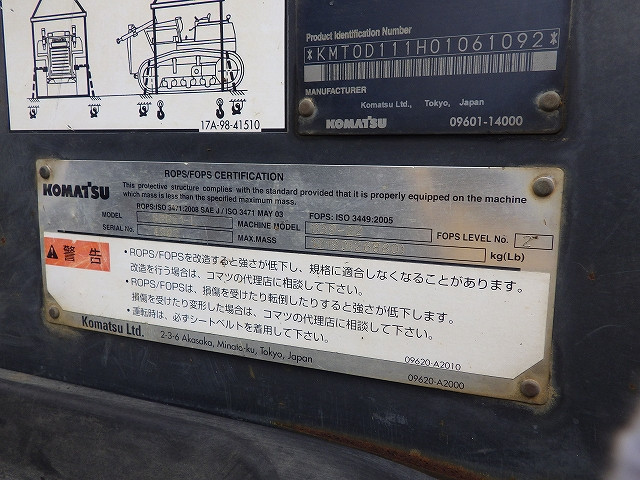 17A-98-41510
Product Identification Number
*KMT0D111H01061092*
MANUFACTURER
Komatsu Ltd., Tokyo, Japan
KOMATSU
09601-14000
KOMATSU
ROPS/FOPS CERTIFICATION
This protective structure complies with the standard provided that it is properly equipped on the machine
which mass is less than the specified maximum mass.
ROPS:ISO 3471:2008 SAE J / ISO 3471 MAY 03 FOPS: ISO 3449:2005
MODEL MACHINE MODEL FOPS LEVEL No. 2
SERIAL No. MAX.MASS kg(Lb)
警告
・ROPS/FOPSを改造すると強さが低下し、規格に適合しなくなることがあります。
改造を行う場合は、コマツの代理店に相談して下さい。
・ROPS/FOPSは、損傷を受けたり転倒したりすると強さが低下します。
損傷を受けたり変形した場合は、コマツの代理店に相談して下さい。
・運転時は、必ずシートベルトを着用して下さい。
09620-A2010
Komatsu Ltd.
2-3-6 Akasaka, Minato-ku, Tokyo, Japan
09620-A2000